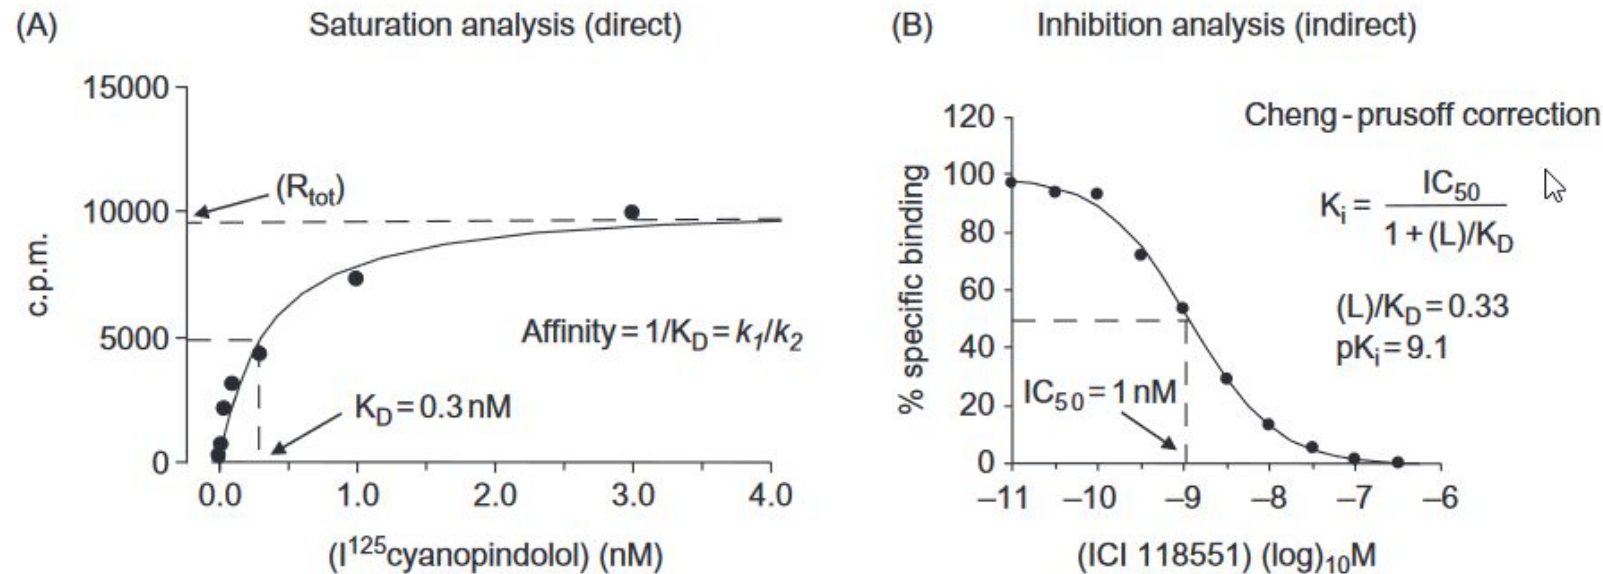 (A) Saturation analysis (direct)
15000
10000
5000
0
c.p.m.
(Rtot)
Affinity = 1/KD = k1/k2
KD = 0.3 nM
0.0 1.0 2.0 3.0 4.0
(I125cyanopindolol) (nM)
(B) Inhibition analysis (indirect)
120
100
80
60
40
20
0
% specific binding
Cheng-prusoff correction
Ki = IC50
1 + (L)/KD
(L)/KD = 0.33
pKi = 9.1
IC50 = 1 nM
–11 –10 –9 –8 –7 –6
(ICI 118551) (log)10M